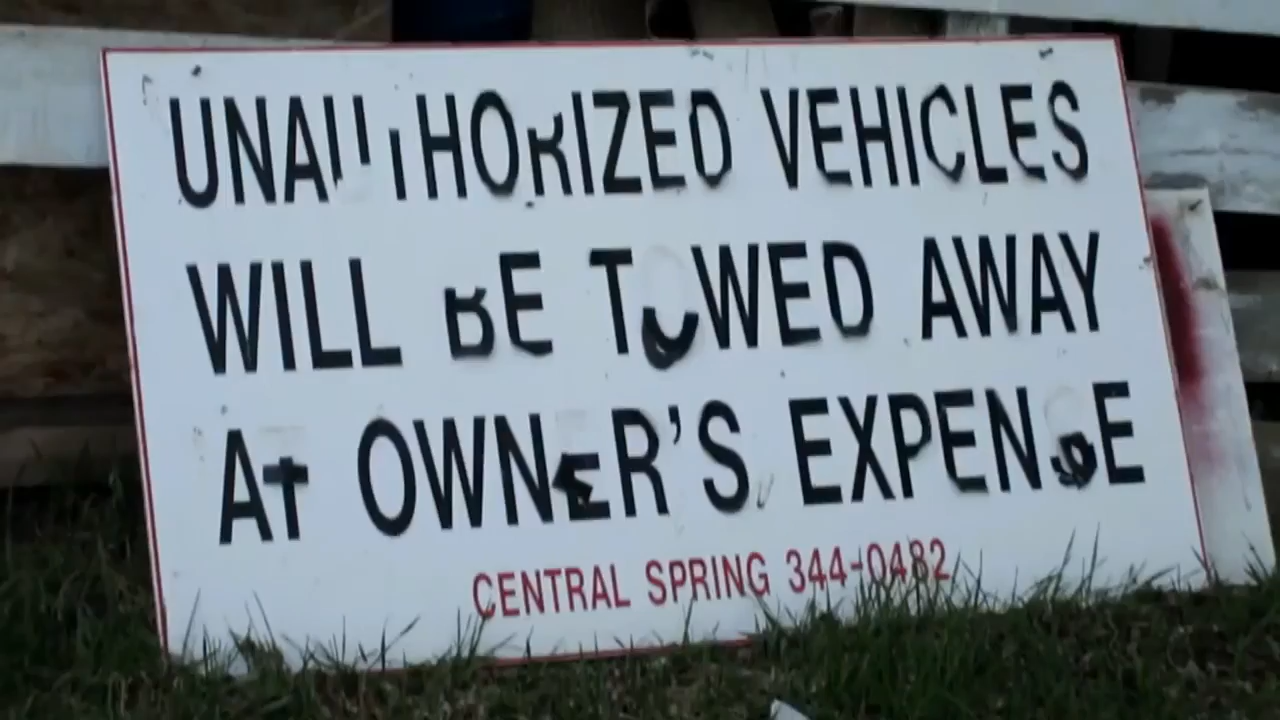 UNAUTHORIZED VEHICLES
WILL BE TOWED AWAY
AT OWNER'S EXPENSE
CENTRAL SPRING 344-0482